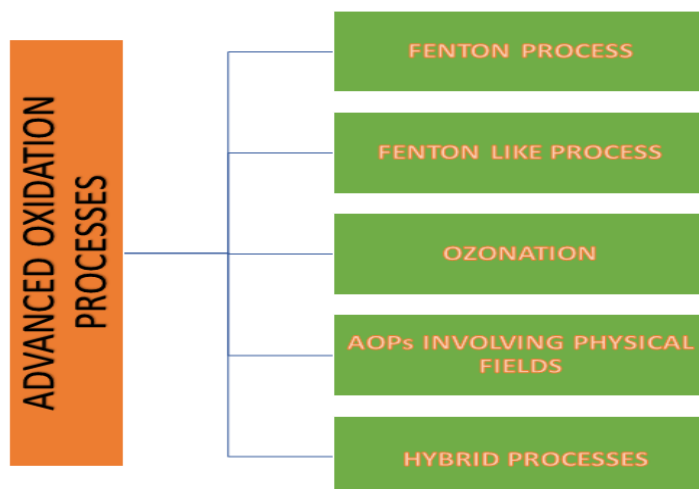 ADVANCED OXIDATION
PROCESSES
FENTON PROCESS
FENTON LIKE PROCESS
OZONATION
AOPs INVOLVING PHYSICAL
FIELDS
HYBRID PROCESSES